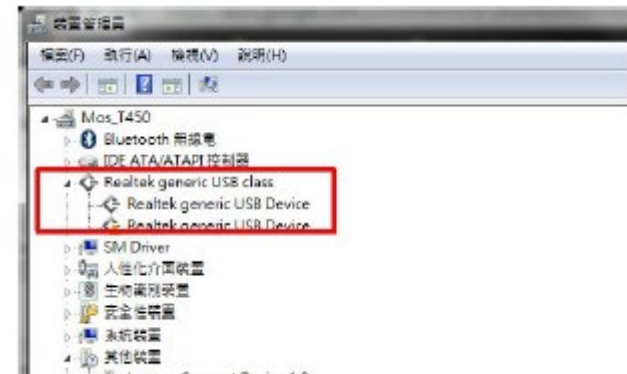 裝置管理員
檔案(F) 執行(A) 檢視(V) 說明(H)
Mos_T450
Bluetooth 無線電
IDE ATA/ATAPI 控制器
Realtek generic USB class
Realtek generic USB Device
Realtek generic USB Device
SM Driver
人性化介面裝置
生物識別裝置
安全性裝置
系統裝置
其他裝置